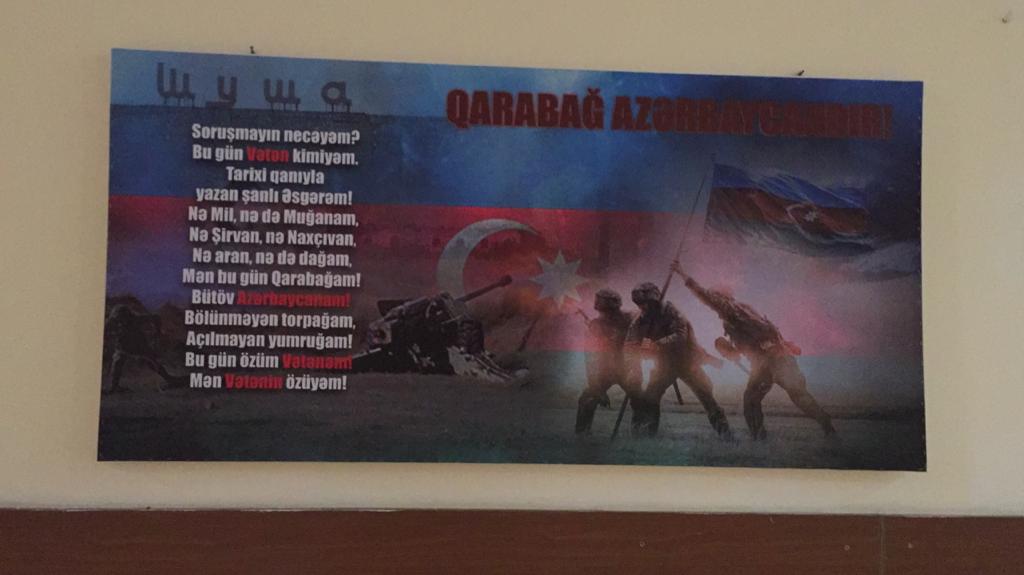 шуша
QARABAĞ AZƏRBAYCANDIR!
Soruşmayın necəyəm?
Bu gün Vətən kimiyəm.
Tarixi qanıyla
yazan şanlı Əsgərəm!
Nə Mil, nə də Muğanam,
Nə Şirvan, nə Naxçıvan,
Nə aran, nə də dağam,
Mən bu gün Qarabağam!
Bütöv Azərbaycanam!
Bölünməyən torpağam,
Açılmayan yumruğam!
Bu gün özüm Vətənəm!
Mən Vətənin özüyəm!